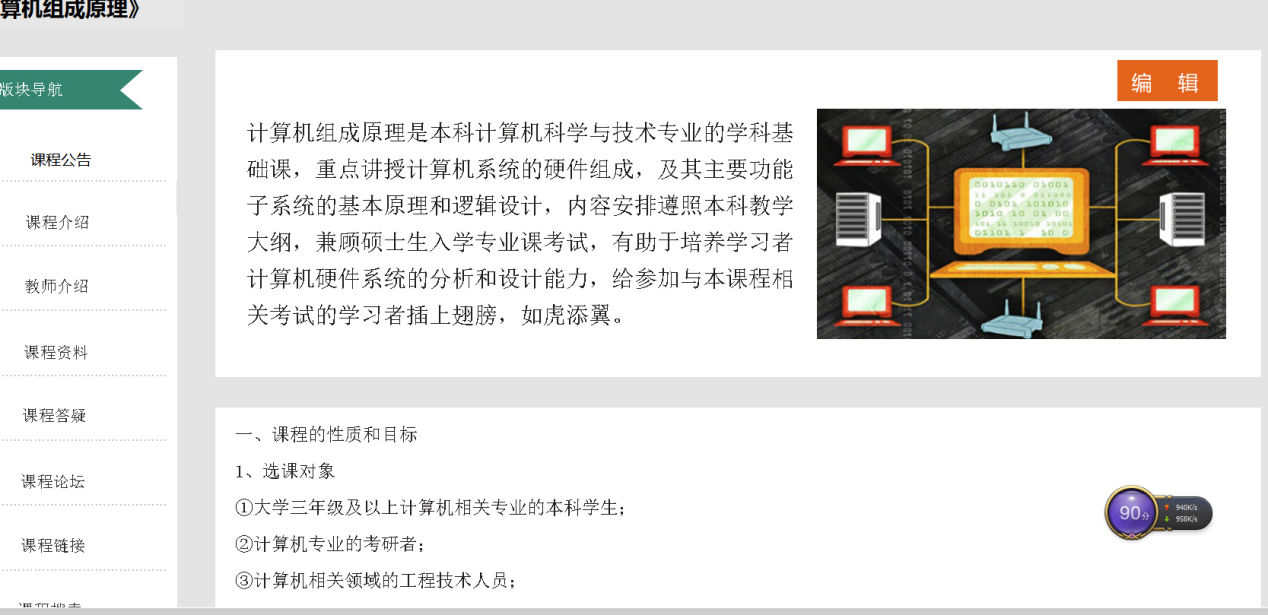 算机组成原理》
版块导航
课程公告
课程介绍
教师介绍
课程资料
课程答疑
课程论坛
课程链接
编 辑
计算机组成原理是本科计算机科学与技术专业的学科基
础课，重点讲授计算机系统的硬件组成，及其主要功能
子系统的基本原理和逻辑设计，内容安排遵照本科教学
大纲，兼顾硕士生入学专业课考试，有助于培养学习者
计算机硬件系统的分析和设计能力，给参加与本课程相
关考试的学习者插上翅膀，如虎添翼。
一、课程的性质和目标
1、选课对象
①大学三年级及以上计算机相关专业的本科学生；
②计算机专业的考研者；
③计算机相关领域的工程技术人员；
90分
940K/s
958K/s